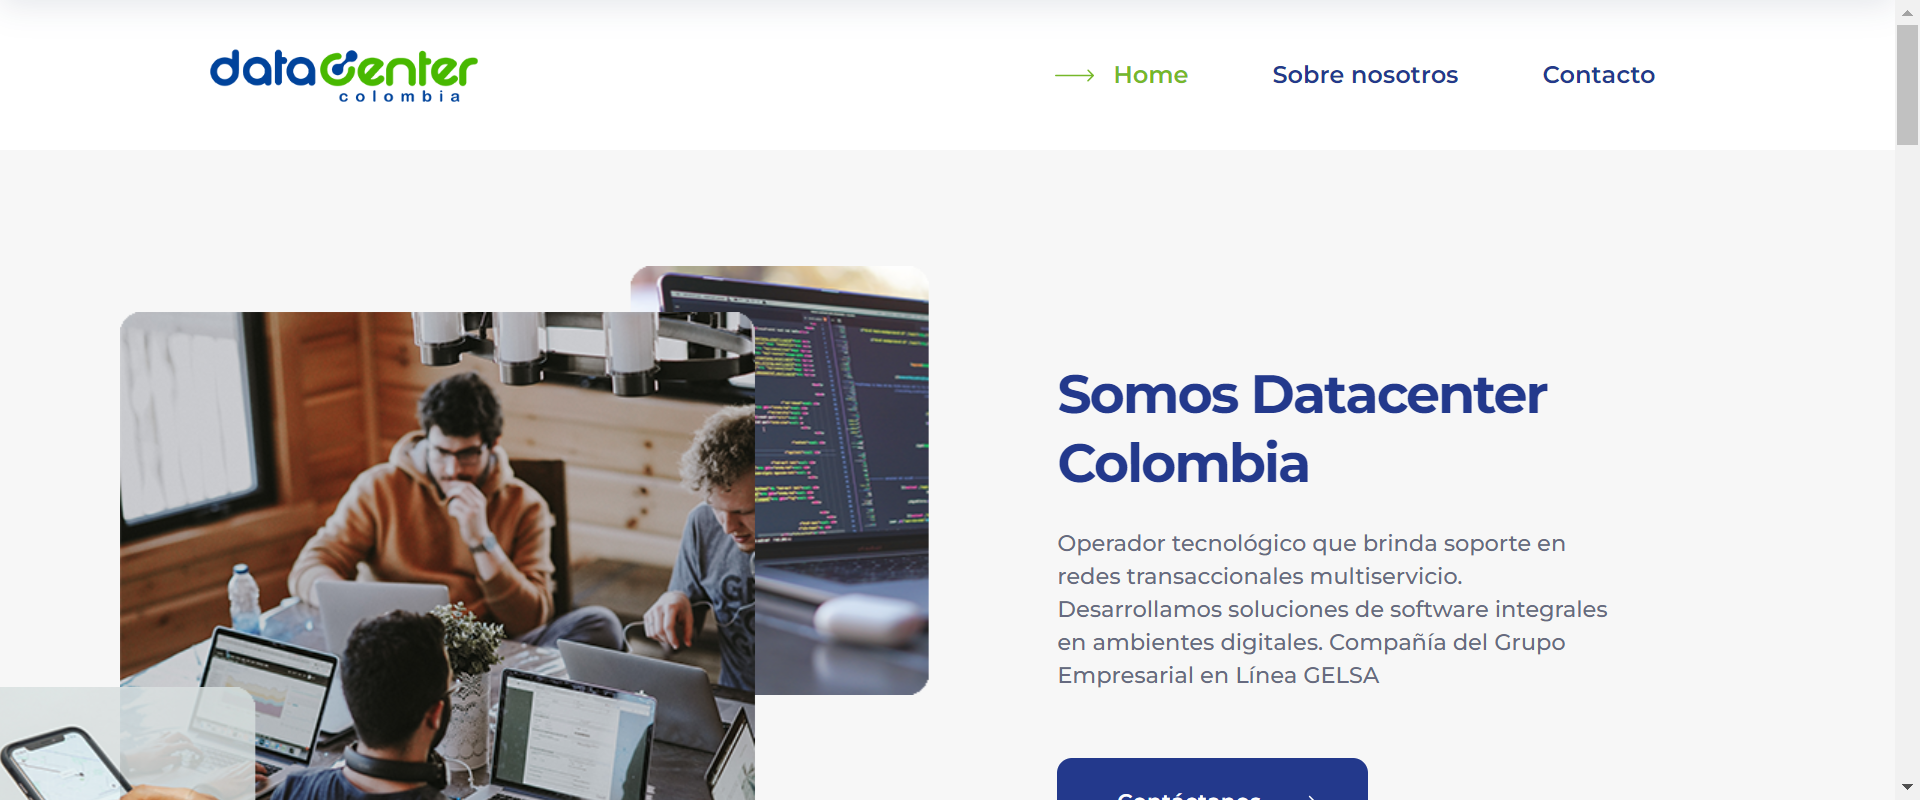 datacenter
colombia
Home
Sobre nosotros
Contacto
Somos Datacenter
Colombia
Operador tecnológico que brinda soporte en
redes transaccionales multiservicio.
Desarrollamos soluciones de software integrales
en ambientes digitales. Compañía del Grupo
Empresarial en Línea GELSA
Contáctenos